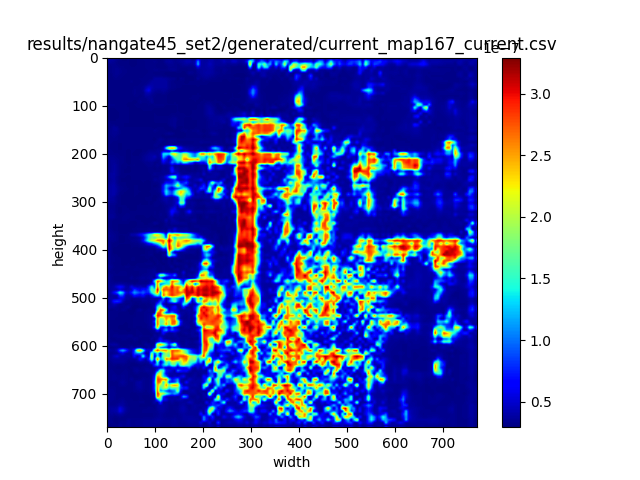 results/nangate45_set2/generated/current_map167_current.csv
1e−7
0
100
200
300
400
500
600
700
height
0 100 200 300 400 500 600 700
width
3.0
2.5
2.0
1.5
1.0
0.5